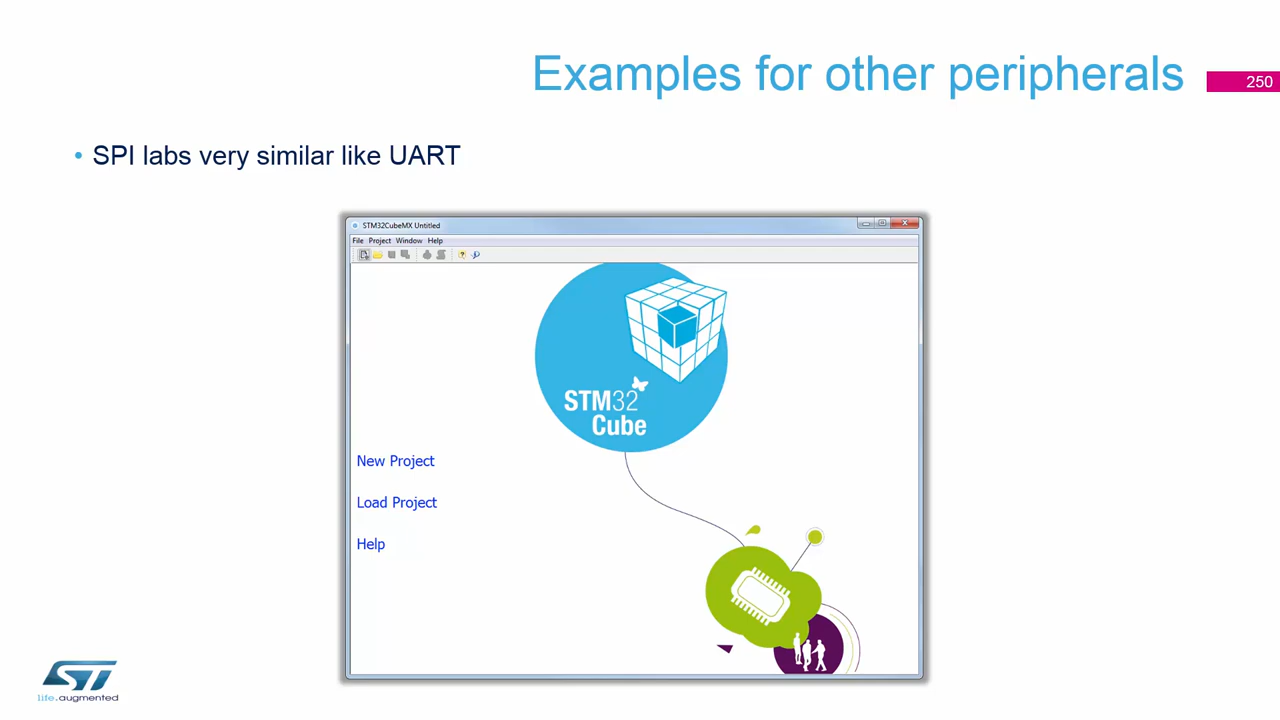 Examples for other peripherals
250
• SPI labs very similar like UART
STM32CubeMX Untitled
File Project Window Help
STM32
Cube
New Project
Load Project
Help
ST
life.augmented